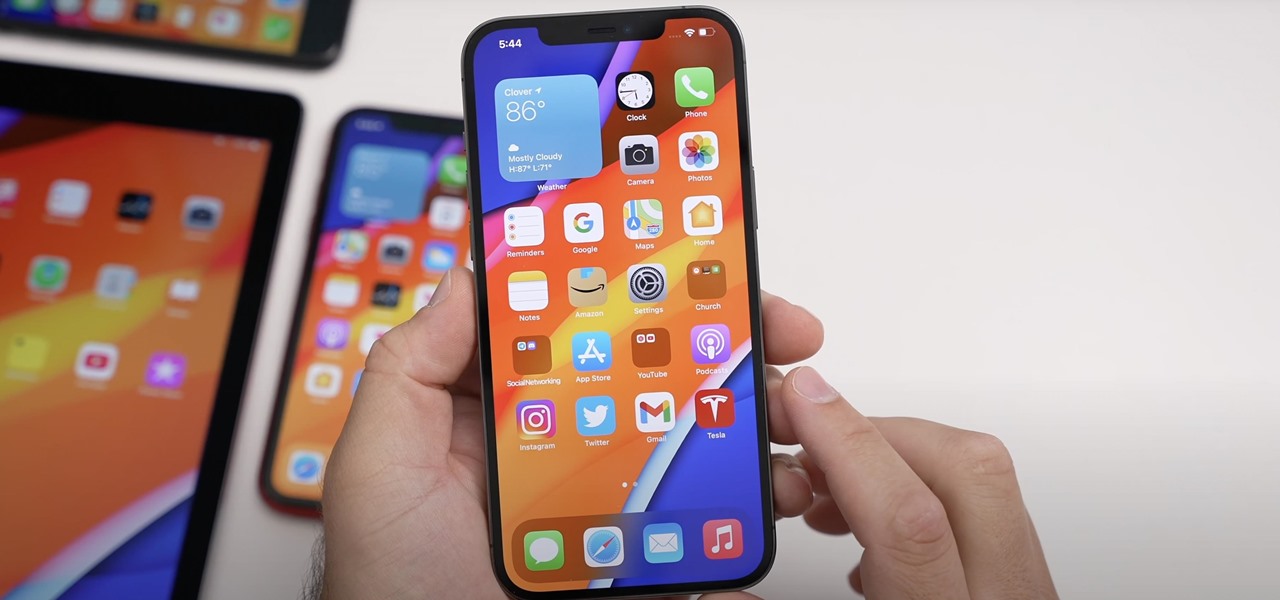 5:44
Clover
86°
Mostly Cloudy
H:87° L:71°
Weather
Clock
Phone
Camera
Photos
Reminders
Google
Maps
Home
Notes
Amazon
Settings
Church
SocialNetworking
App Store
YouTube
Podcasts
Instagram
Twitter
Gmail
Tesla